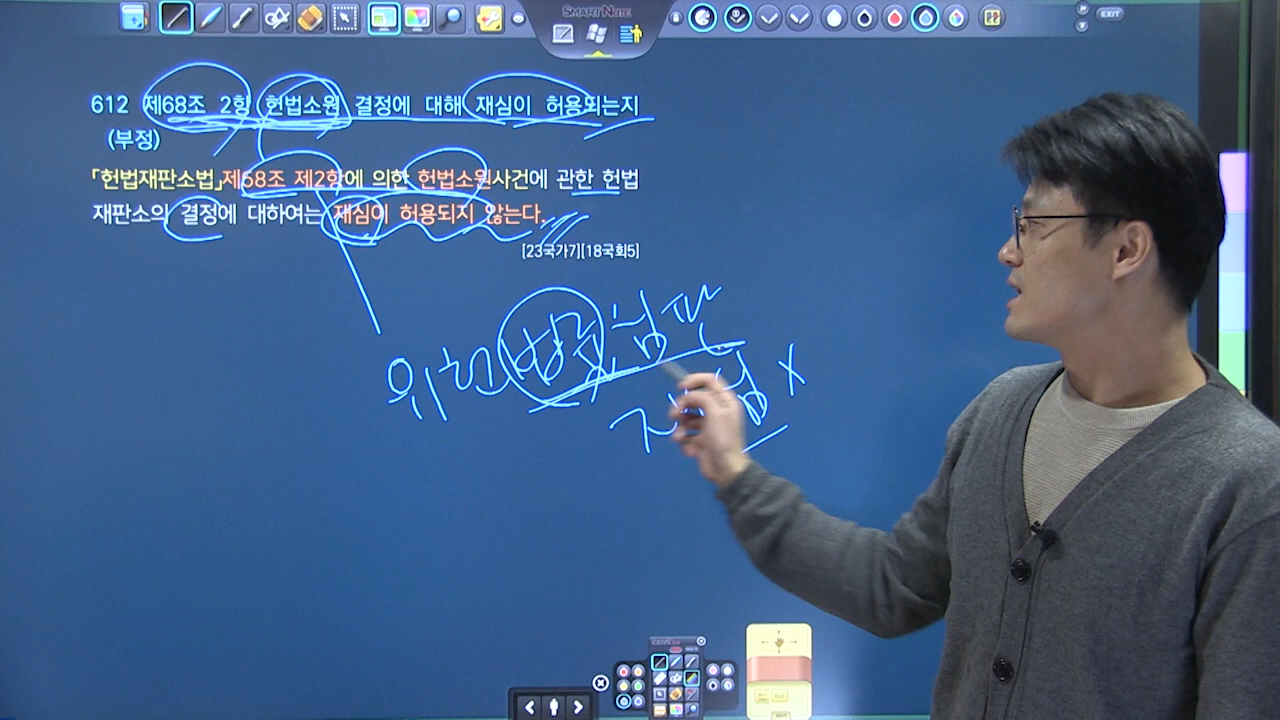 SMART NOTE
EXIT
612 제68조 2항 헌법소원 결정에 대해 재심이 허용되는지
(부정)
「헌법재판소법」제68조 제2항에 의한 헌법소원사건에 관한 헌법
재판소의 결정에 대하여는 재심이 허용되지 않는다.
[23국가7][18국회5]
위헌법률심판
x
ALL
EXIT